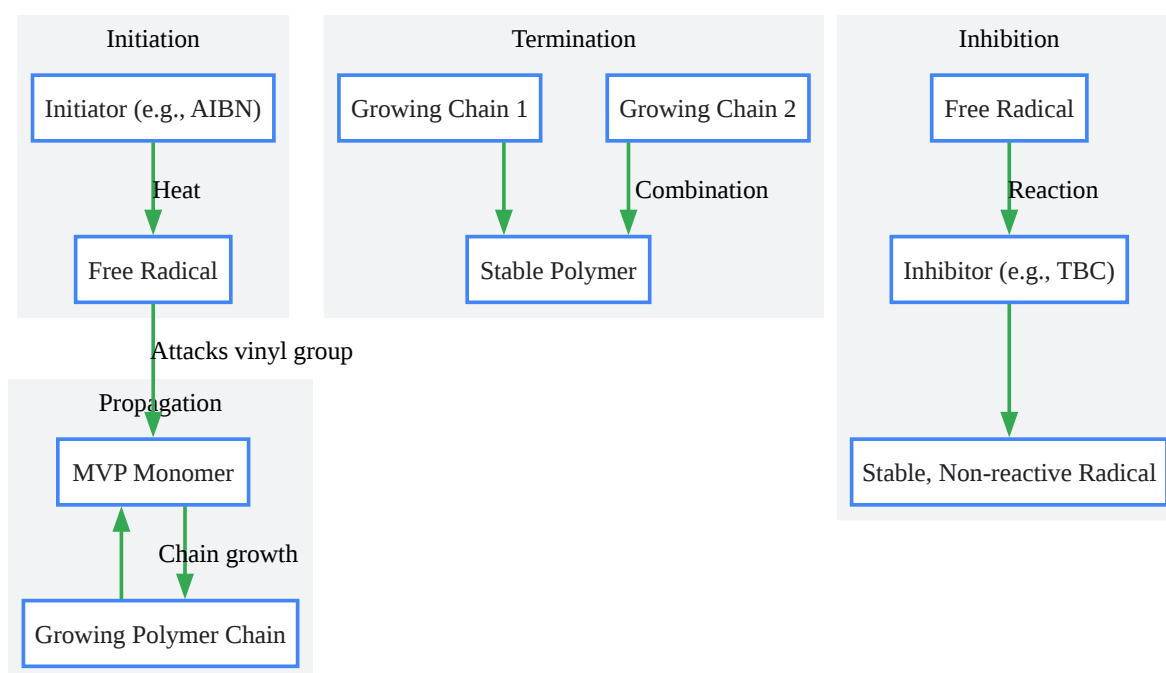 Initiation
Initiator (e.g., AIBN)
Heat
Free Radical
Attacks vinyl group
Propagation
MVP Monomer
Chain growth
Growing Polymer Chain
Termination
Growing Chain 1
Growing Chain 2
Combination
Stable Polymer
Inhibition
Free Radical
Reaction
Inhibitor (e.g., TBC)
Stable, Non-reactive Radical